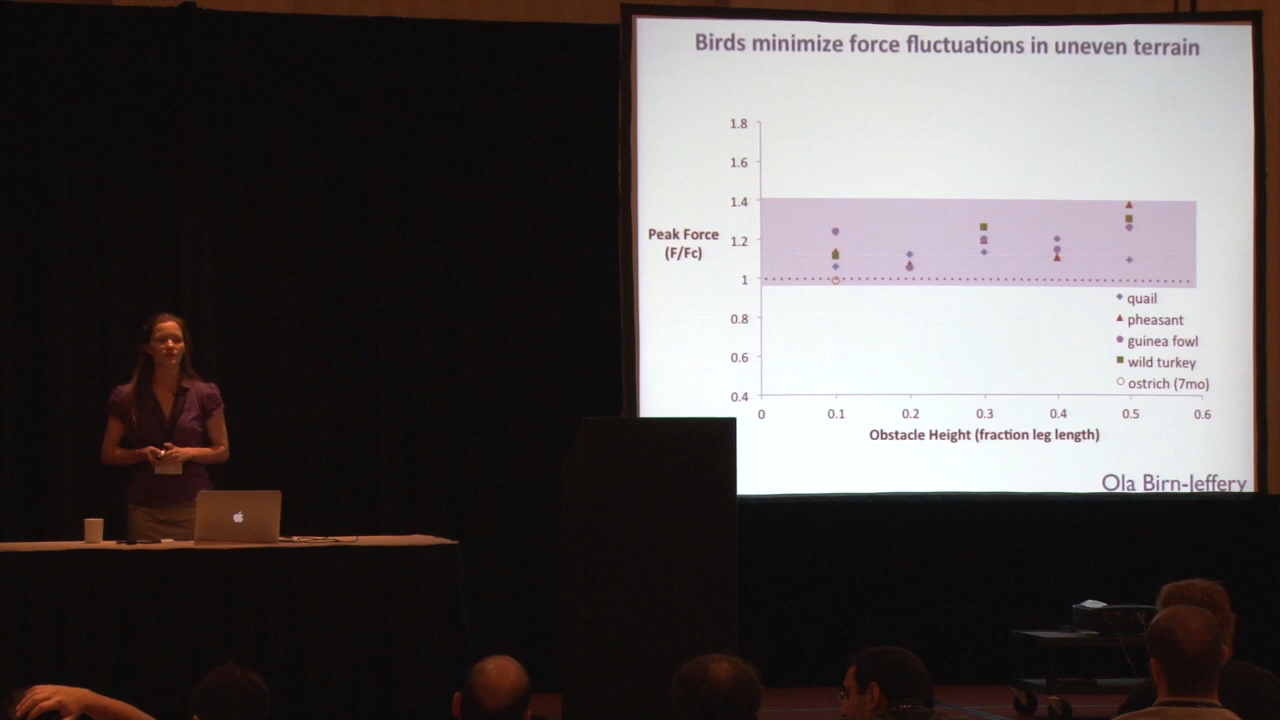 Birds minimize force fluctuations in uneven terrain
1.8
1.6
1.4
Peak Force
1.2
(F/Fc)
1
quail
0.8
pheasant
guinea fowl
0.6
wild turkey
ostrich (7mo)
0.4
0 0.1 0.2 0.3 0.4 0.5 0.6
Obstacle Height (fraction leg length)
Ola Birn-Jeffery